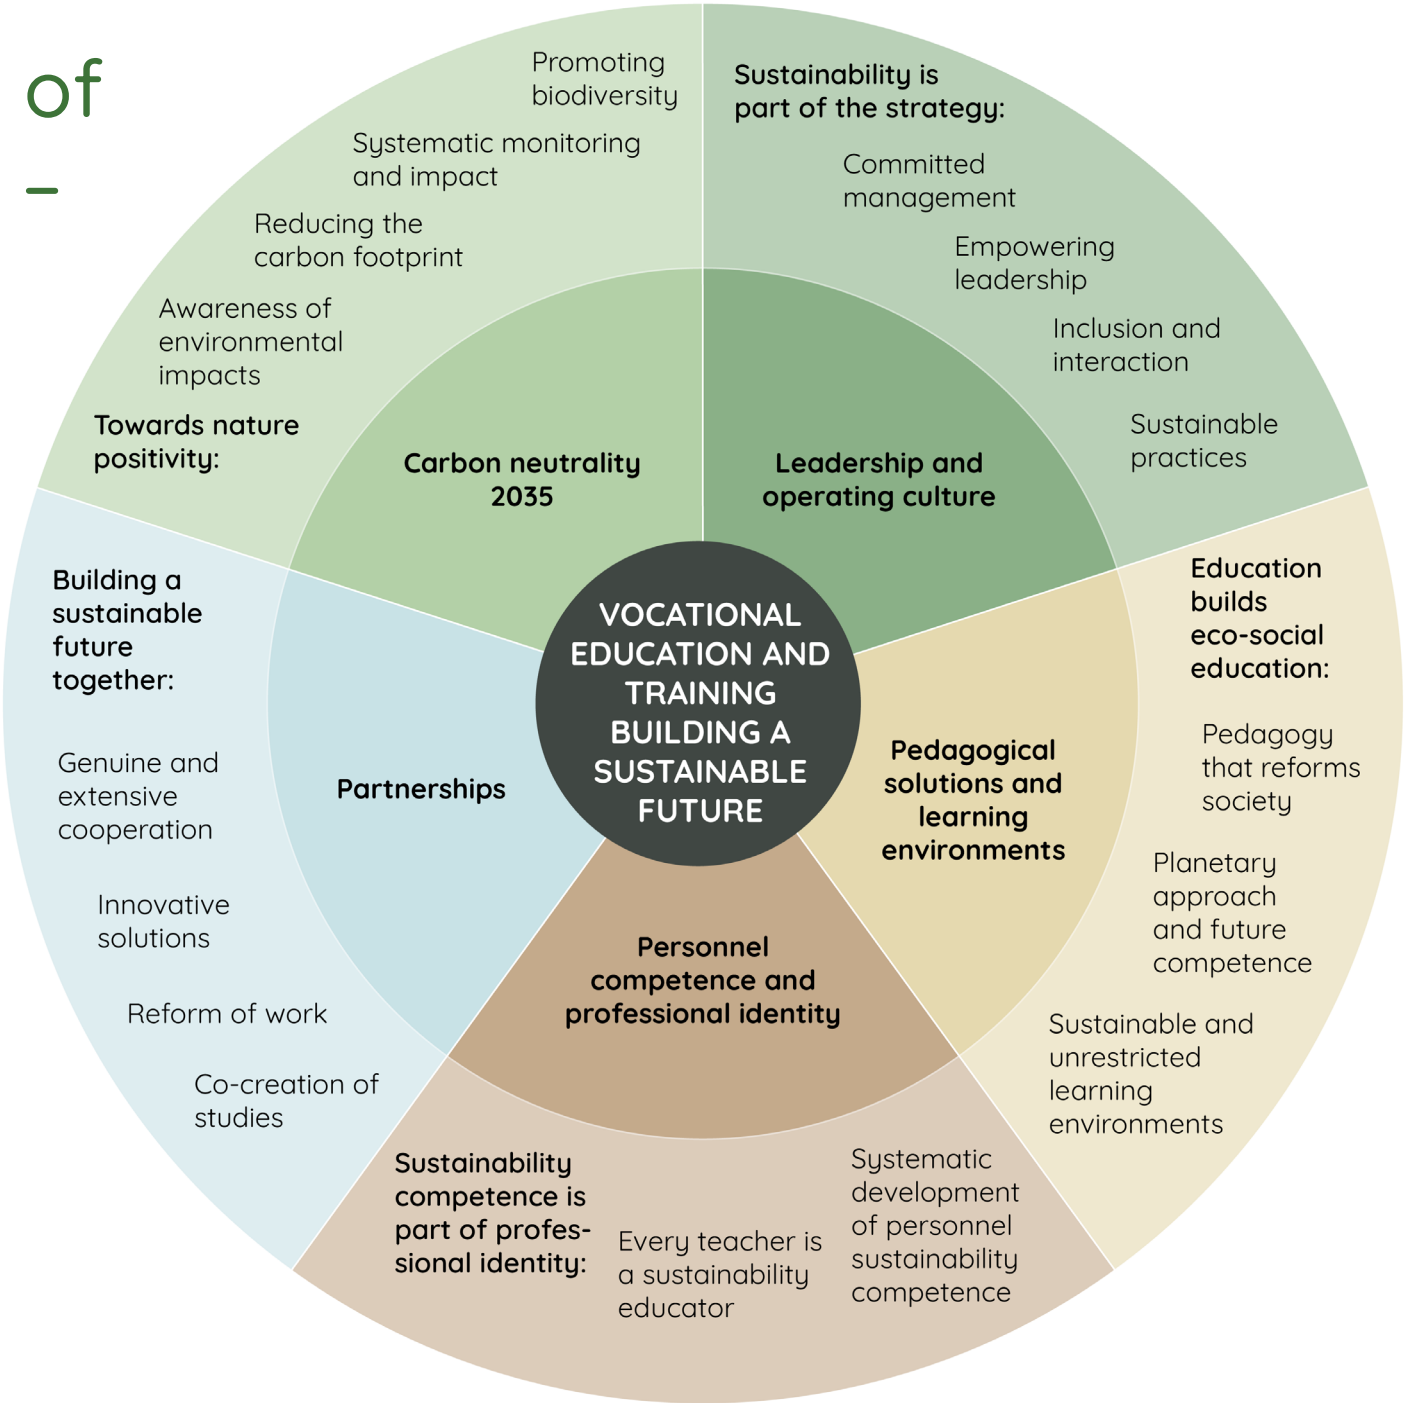 of
–
Promoting
biodiversity
Systematic monitoring
and impact
Reducing the
carbon footprint
Awareness of
environmental
impacts
Towards nature
positivity:
Carbon neutrality
2035
Sustainability is
part of the strategy:
Committed
management
Empowering
leadership
Inclusion and
interaction
Sustainable
practices
Leadership and
operating culture
Education
builds
eco-social
education:
Pedagogy
that reforms
society
Planetary
approach
and future
competence
Sustainable and
unrestricted
learning
environments
Pedagogical
solutions and
learning
environments
VOCATIONAL
EDUCATION AND
TRAINING
BUILDING A
SUSTAINABLE
FUTURE
Building a
sustainable
future
together:
Genuine and
extensive
cooperation
Innovative
solutions
Reform of work
Co-creation of
studies
Partnerships
Personnel
competence and
professional identity
Sustainability
competence is
part of profes-
sional identity:
Every teacher is
a sustainability
educator
Systematic
development
of personnel
sustainability
competence